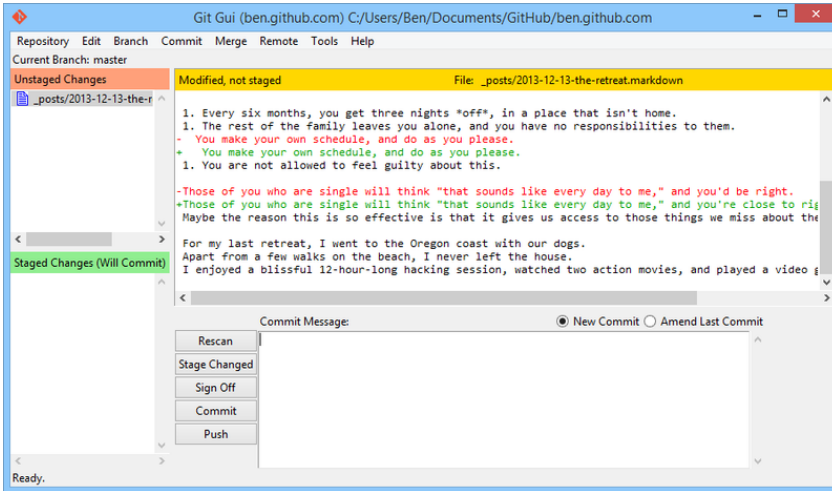 Git Gui (ben.github.com) C:/Users/Ben/Documents/GitHub/ben.github.com
Repository Edit Branch Commit Merge Remote Tools Help
Current Branch: master
Unstaged Changes
_posts/2013-12-13-the-r
Modified, not staged File: _posts/2013-12-13-the-retreat.markdown
1. Every six months, you get three nights *off*, in a place that isn't home.
1. The rest of the family leaves you alone, and you have no responsibilities to them.
- You make your own schedule, and do as you please.
+ You make your own schedule, and do as you please.
1. You are not allowed to feel guilty about this.
-Those of you who are single will think "that sounds like every day to me," and you'd be right.
+Those of you who are single will think "that sounds like every day to me," and you're close to rig
Maybe the reason this is so effective is that it gives us access to those things we miss about the
For my last retreat, I went to the Oregon coast with our dogs.
Apart from a few walks on the beach, I never left the house.
I enjoyed a blissful 12-hour-long hacking session, watched two action movies, and played a video g
Staged Changes (Will Commit)
Commit Message:
New Commit Amend Last Commit
Rescan
Stage Changed
Sign Off
Commit
Push
Ready.